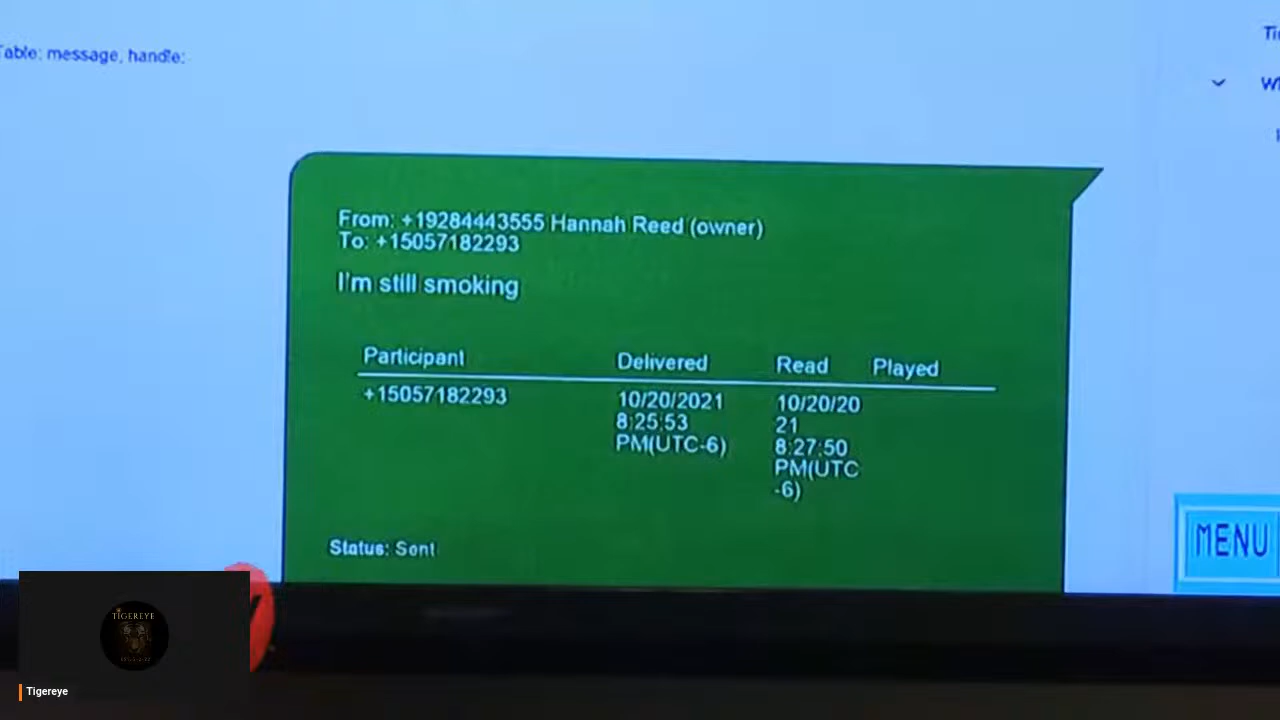 Table: message, handle:
From: +19284443555 Hannah Reed (owner)
To: +15057182293
I'm still smoking
Participant Delivered Read Played
+15057182293
10/20/2021
8:25:53
PM(UTC-6)
10/20/20
21
8:27:50
PM(UTC
-6)
Status: Sent
MENU
TIGEREYE
Tigereye